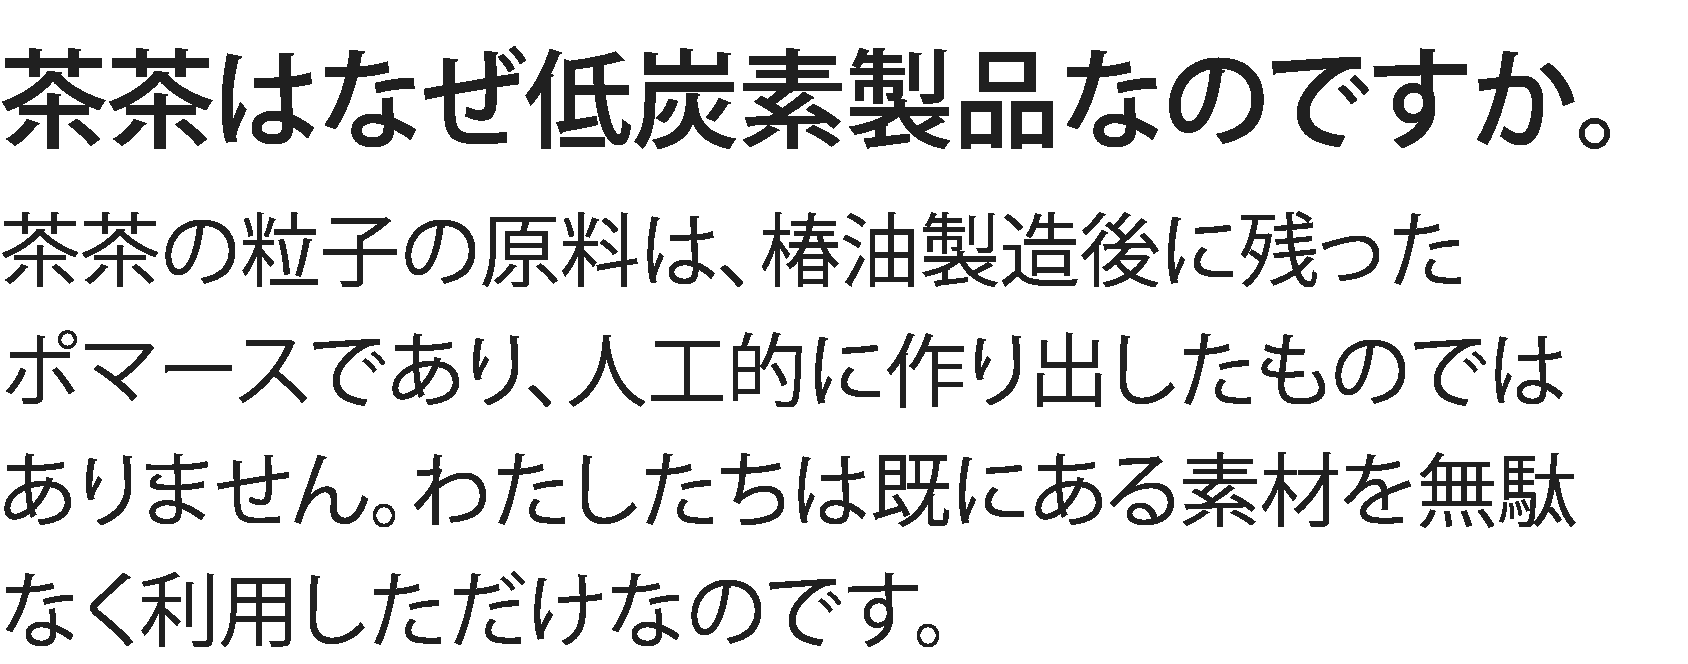 茶茶はなぜ低炭素製品なのですか。
茶茶の粒子の原料は、椿油製造後に残った
ポマースであり、人工的に作り出したものでは
ありません。わたしたちは既にある素材を無駄
なく利用しただけなのです。